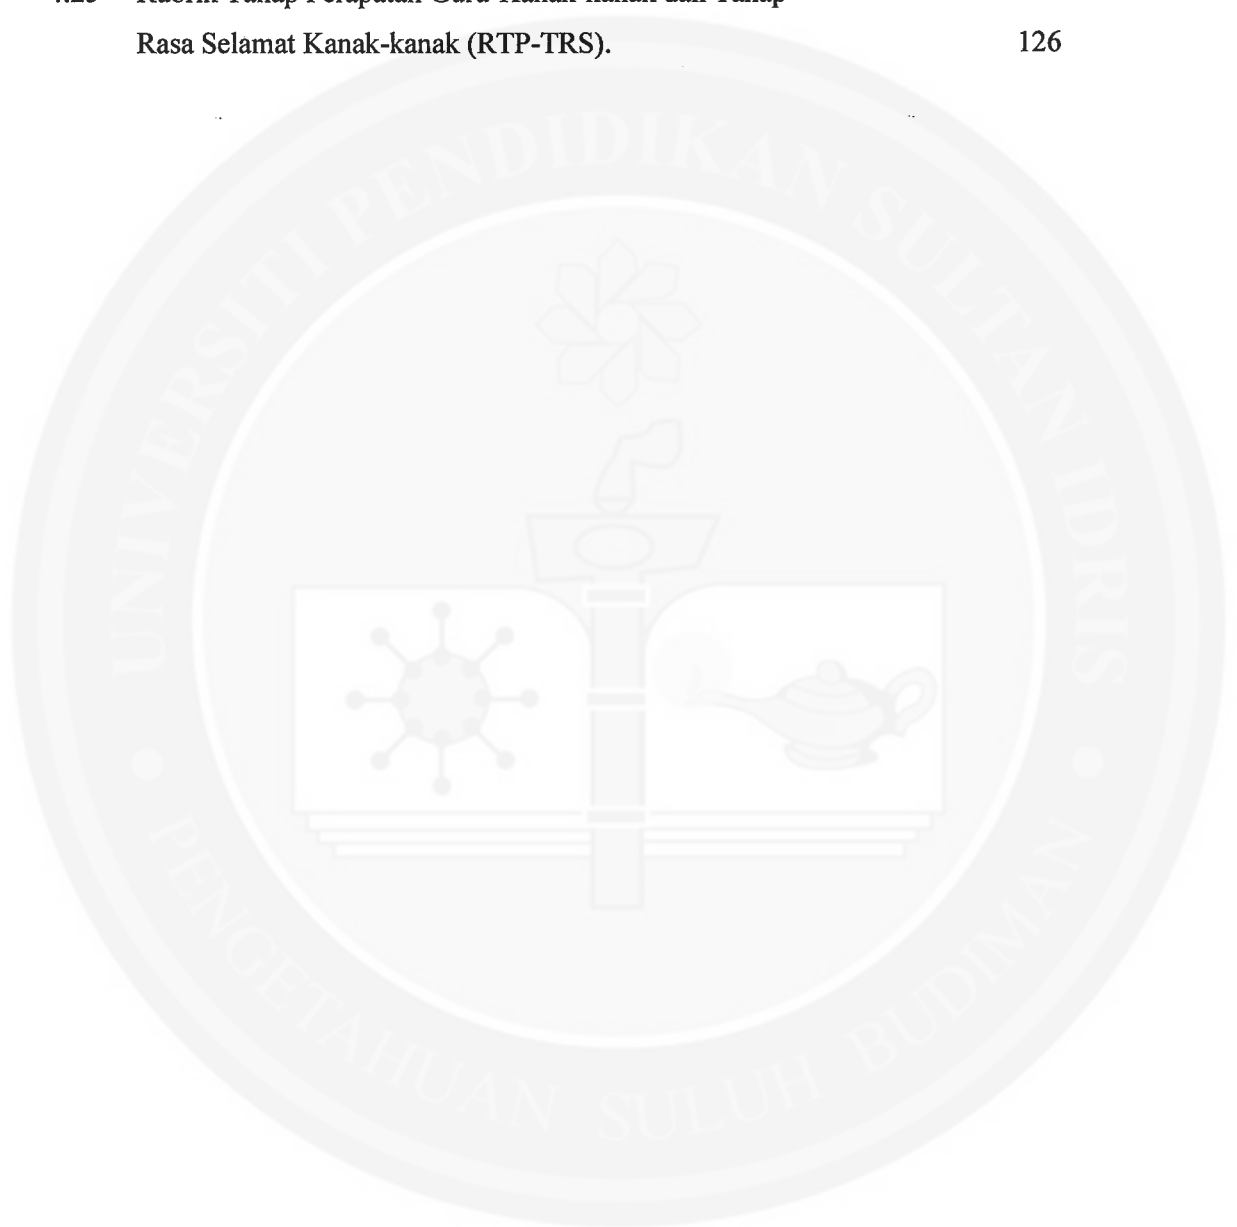 Rasa Selamat Kanak-kanak (RTP-TRS). 126
UNIVERSITI PENDIDIKAN SULTAN IDRIS
PENGETAHUAN SULUH BUDIMAN